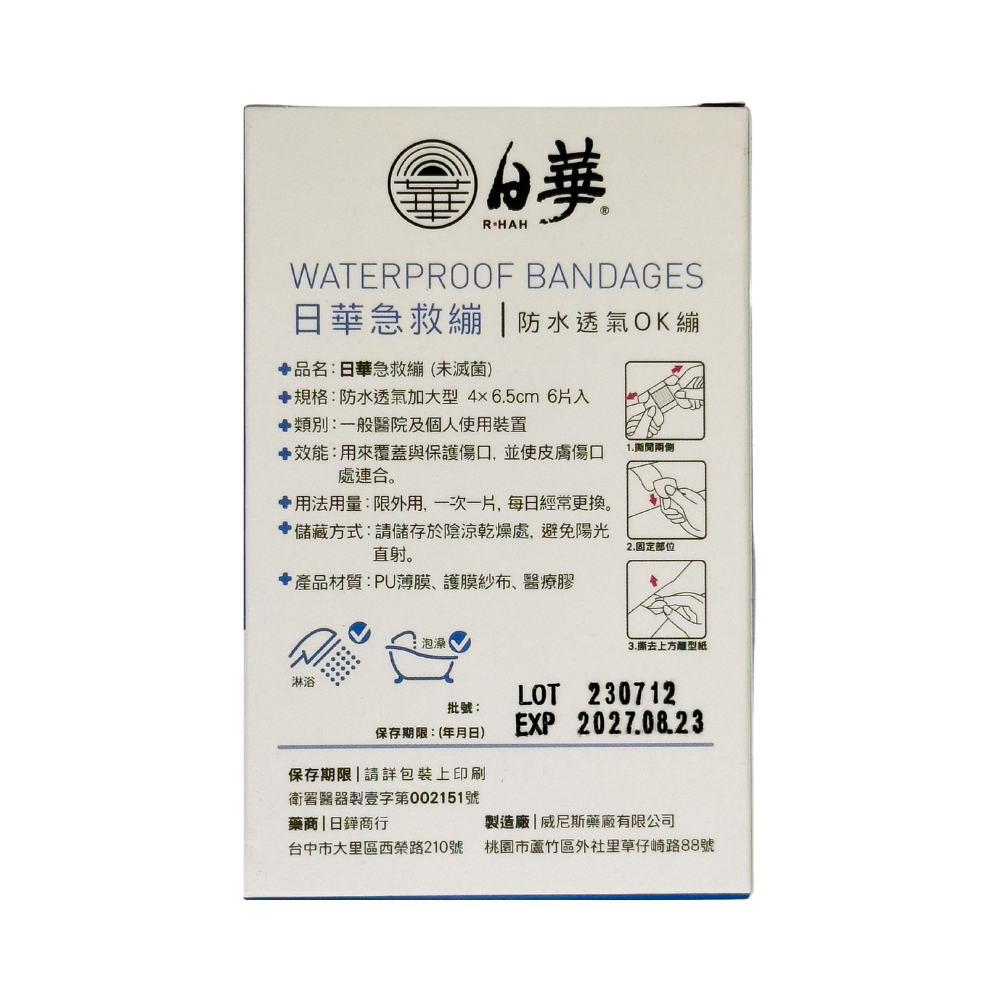 日華®
R·HAH
WATERPROOF BANDAGES
日華急救繃 | 防水透氣OK繃
品名：日華急救繃 (未滅菌)
規格：防水透氣加大型 4×6.5cm 6片入
類別：一般醫院及個人使用裝置
效能：用來覆蓋與保護傷口, 並使皮膚傷口
處連合。
用法用量：限外用, 一次一片, 每日經常更換。
儲藏方式：請儲存於陰涼乾燥處, 避免陽光
直射。
產品材質：PU薄膜、護膜紗布、醫療膠
1.撕開兩側
2.固定部位
3.撕去上方離型紙
淋浴
泡澡
批號： LOT 230712
保存期限：(年月日) EXP 2027.08.23
保存期限 | 請詳包裝上印刷
衛署醫器製壹字第002151號
藥商 | 日鏵商行
台中市大里區西榮路210號
製造廠 | 威尼斯藥廠有限公司
桃園市蘆竹區外社里草仔崎路88號